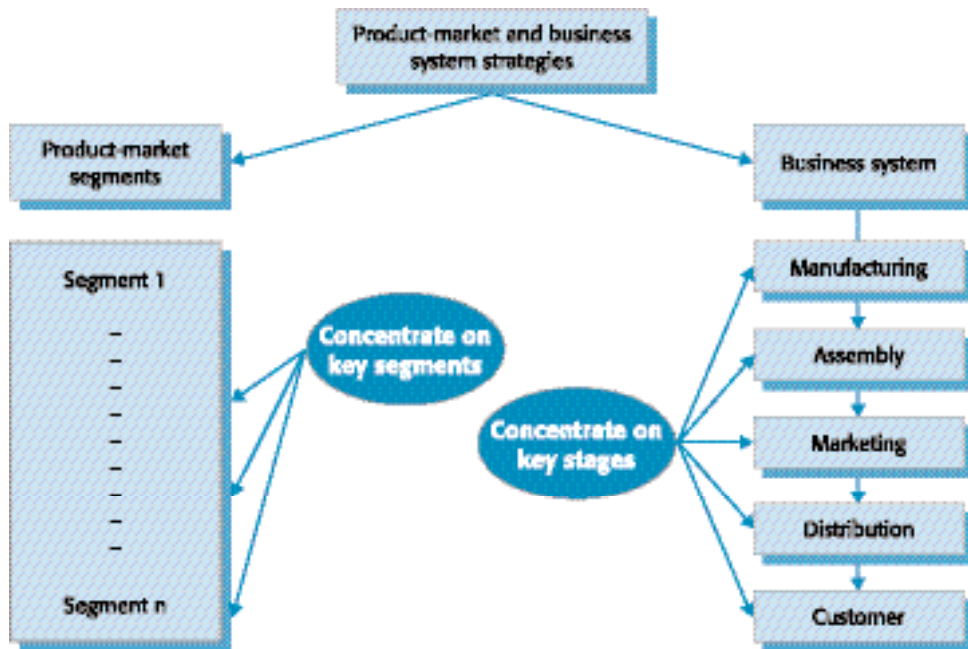 Product-market and business
system strategies
Product-market
segments
Business system
Segment 1
–
–
–
–
–
–
–
–
–
Segment n
Concentrate on
key segments
Concentrate on
key stages
Manufacturing
Assembly
Marketing
Distribution
Customer